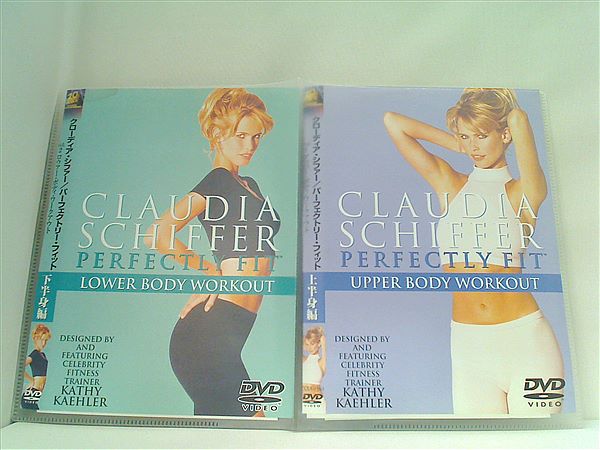 クローディア・シファー/パーフェクトリー・フィット
下半身編
CLAUDIA
SCHIFFER
PERFECTLY FIT™
LOWER BODY WORKOUT
DESIGNED BY
AND
FEATURING
CELEBRITY
FITNESS
TRAINER
KATHY
KAEHLER
DVD
VIDEO
クローディア・シファー/パーフェクトリー・フィット
上半身編
CLAUDIA
SCHIFFER
PERFECTLY FIT™
UPPER BODY WORKOUT
DESIGNED BY
AND
FEATURING
CELEBRITY
FITNESS
TRAINER
KATHY
KAEHLER
DVD
VIDEO